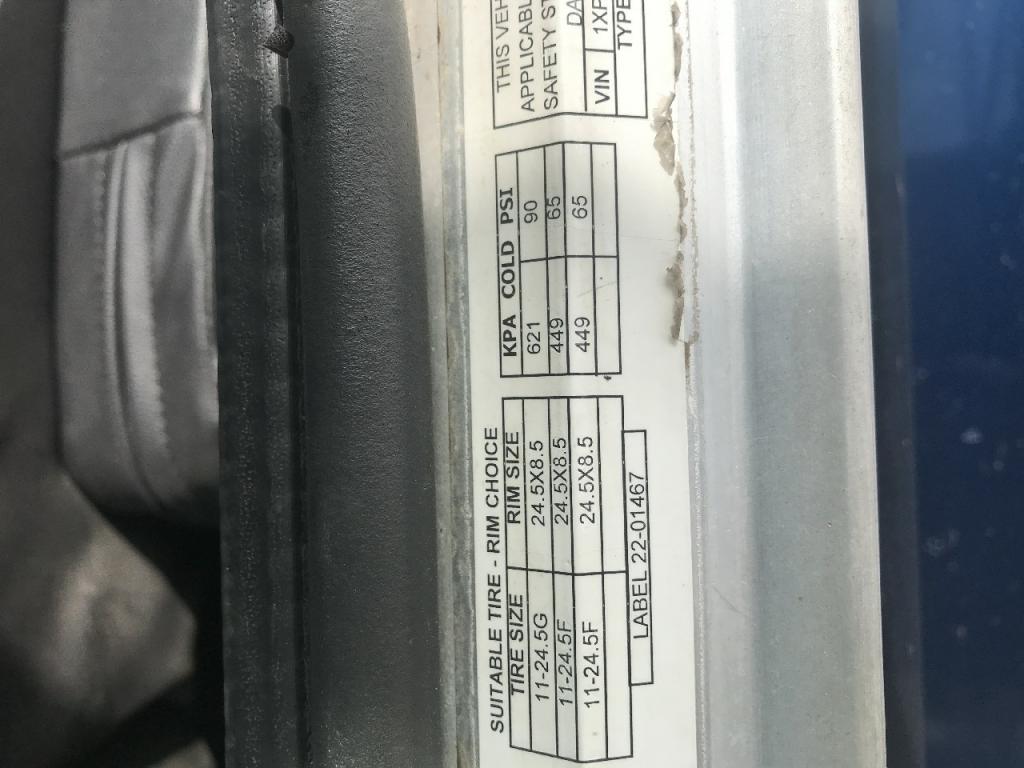 SUITABLE TIRE - RIM CHOICE
TIRE SIZE RIM SIZE KPA COLD PSI
11-24.5G 24.5X8.5 621 90
11-24.5F 24.5X8.5 449 65
11-24.5F 24.5X8.5 449 65
LABEL 22-01467
THIS VEH
APPLICABLE
SAFETY ST
DA
VIN 1XP
TYPE